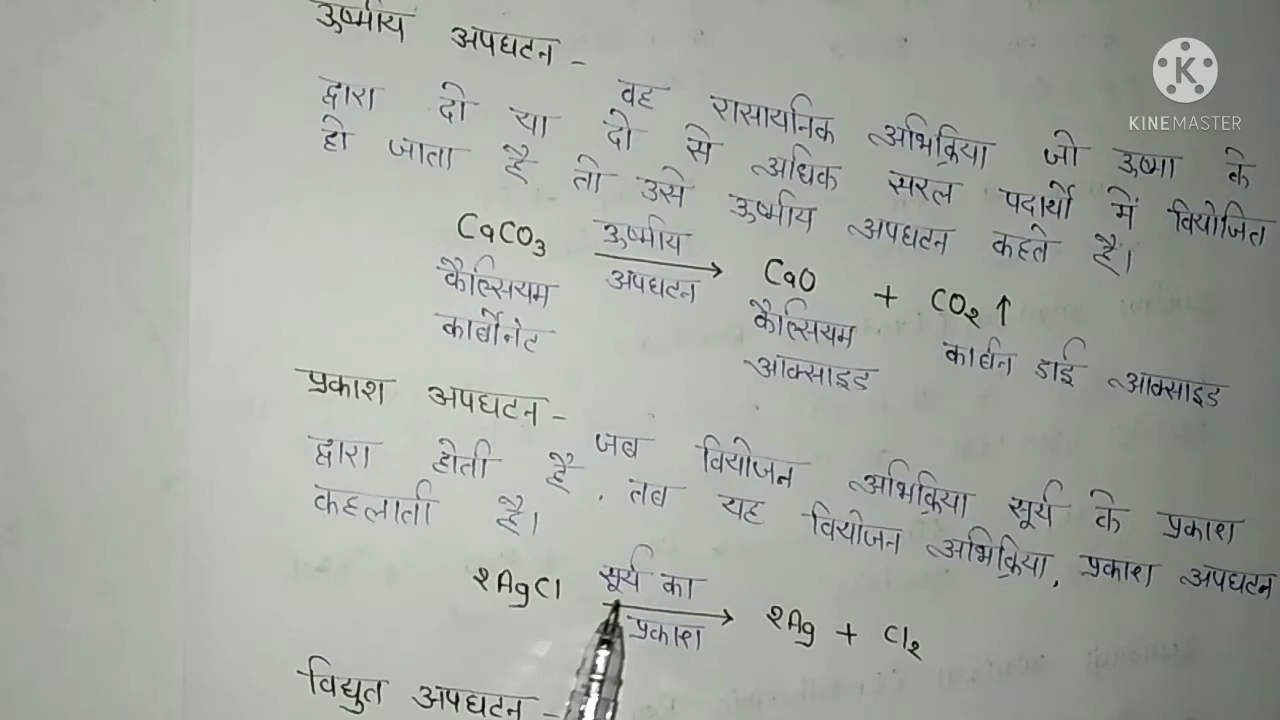 ऊष्मीय अपघटन -
वह रासायनिक अभिक्रिया जो ऊष्मा के
द्वारा दो या दो से अधिक सरल पदार्थो में वियोजित
हो जाता है तो उसे ऊर्ष्माय अपघटन कहते हैं।
CaCO₃ ऊष्मीय CaO + CO₂ ↑
कैल्सियम अपघटन कैल्सियम कार्बन डाई आक्साइड
कार्बोनेट आक्साइड
प्रकाश अपघटन -
जब वियोजन अभिक्रिया सूर्य के प्रकाश
द्वारा होती है, तब यह वियोजन अभिक्रिया, प्रकाश अपघटन
कहलाती है।
2AgCl सूर्य का 2Ag + Cl₂
प्रकाश
विद्युत अपघटन -
KINEMASTER